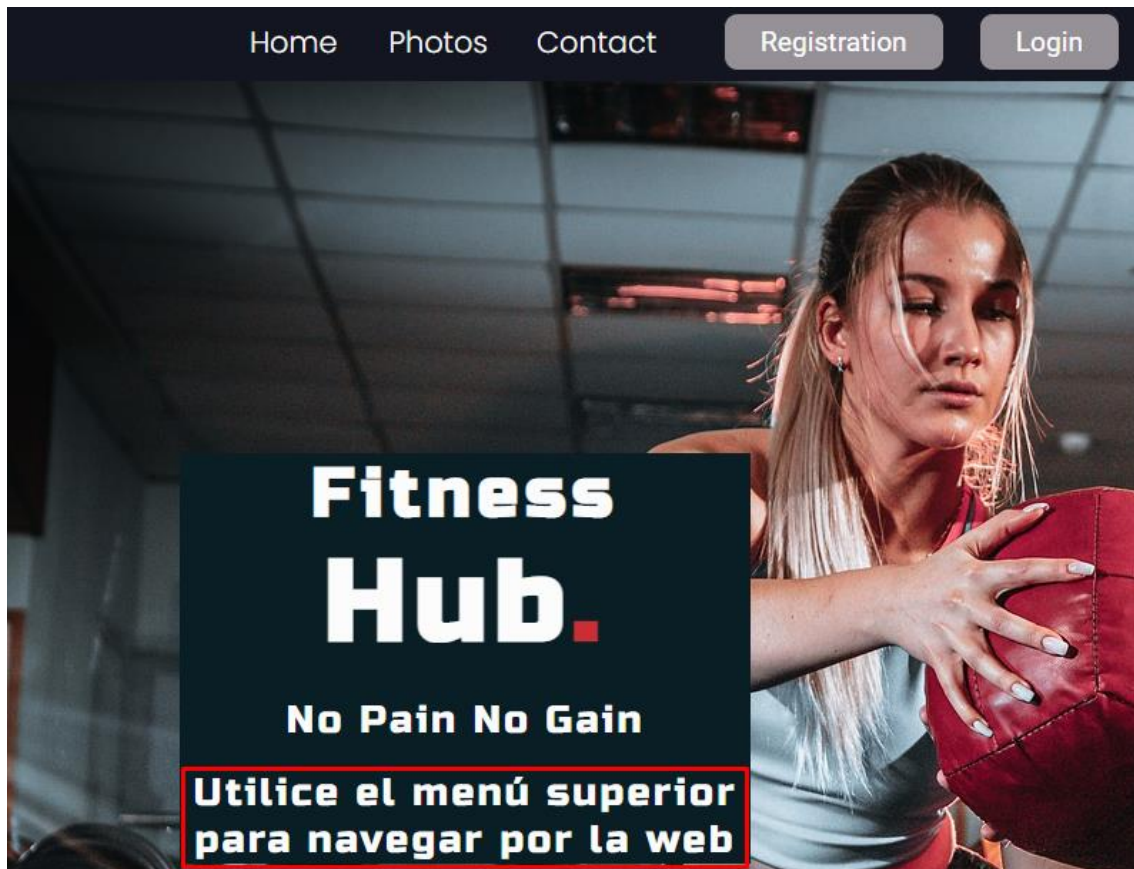 Home Photos Contact Registration Login
Fitness
Hub.
No Pain No Gain
Utilice el menú superior
para navegar por la web